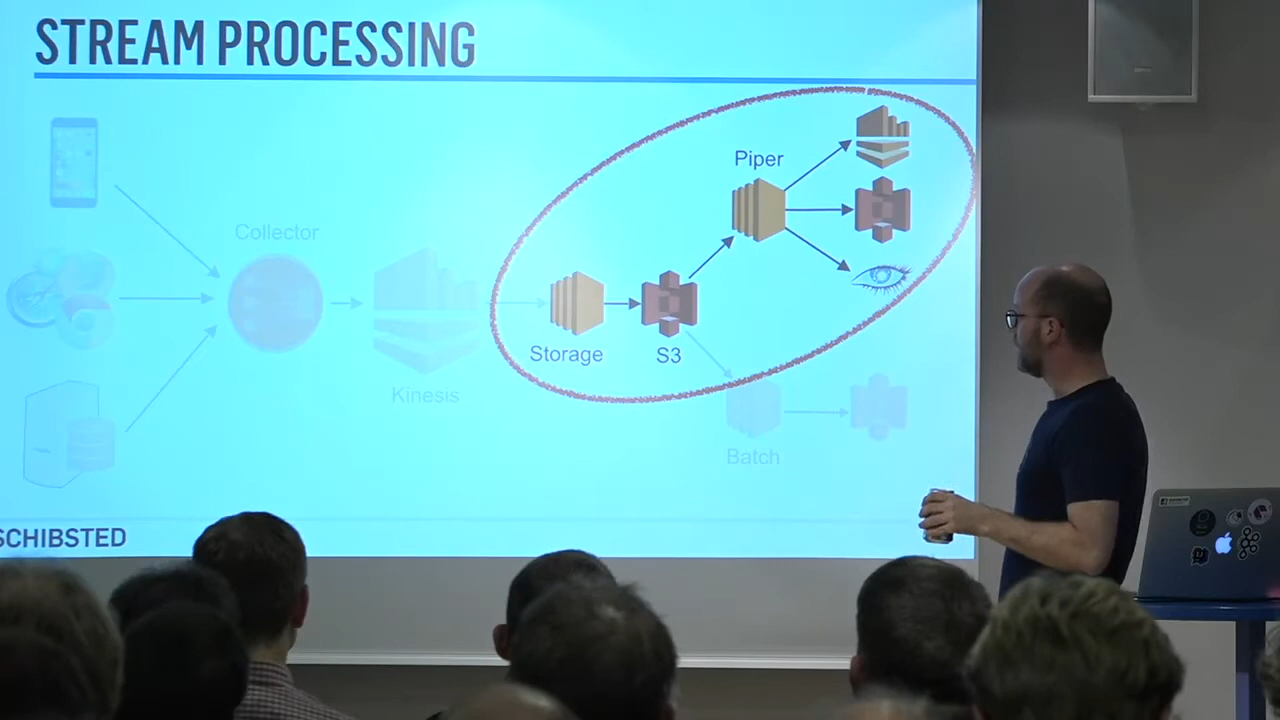 STREAM PROCESSING
Piper
Collector
Storage
S3
Kinesis
Batch
SCHIBSTED